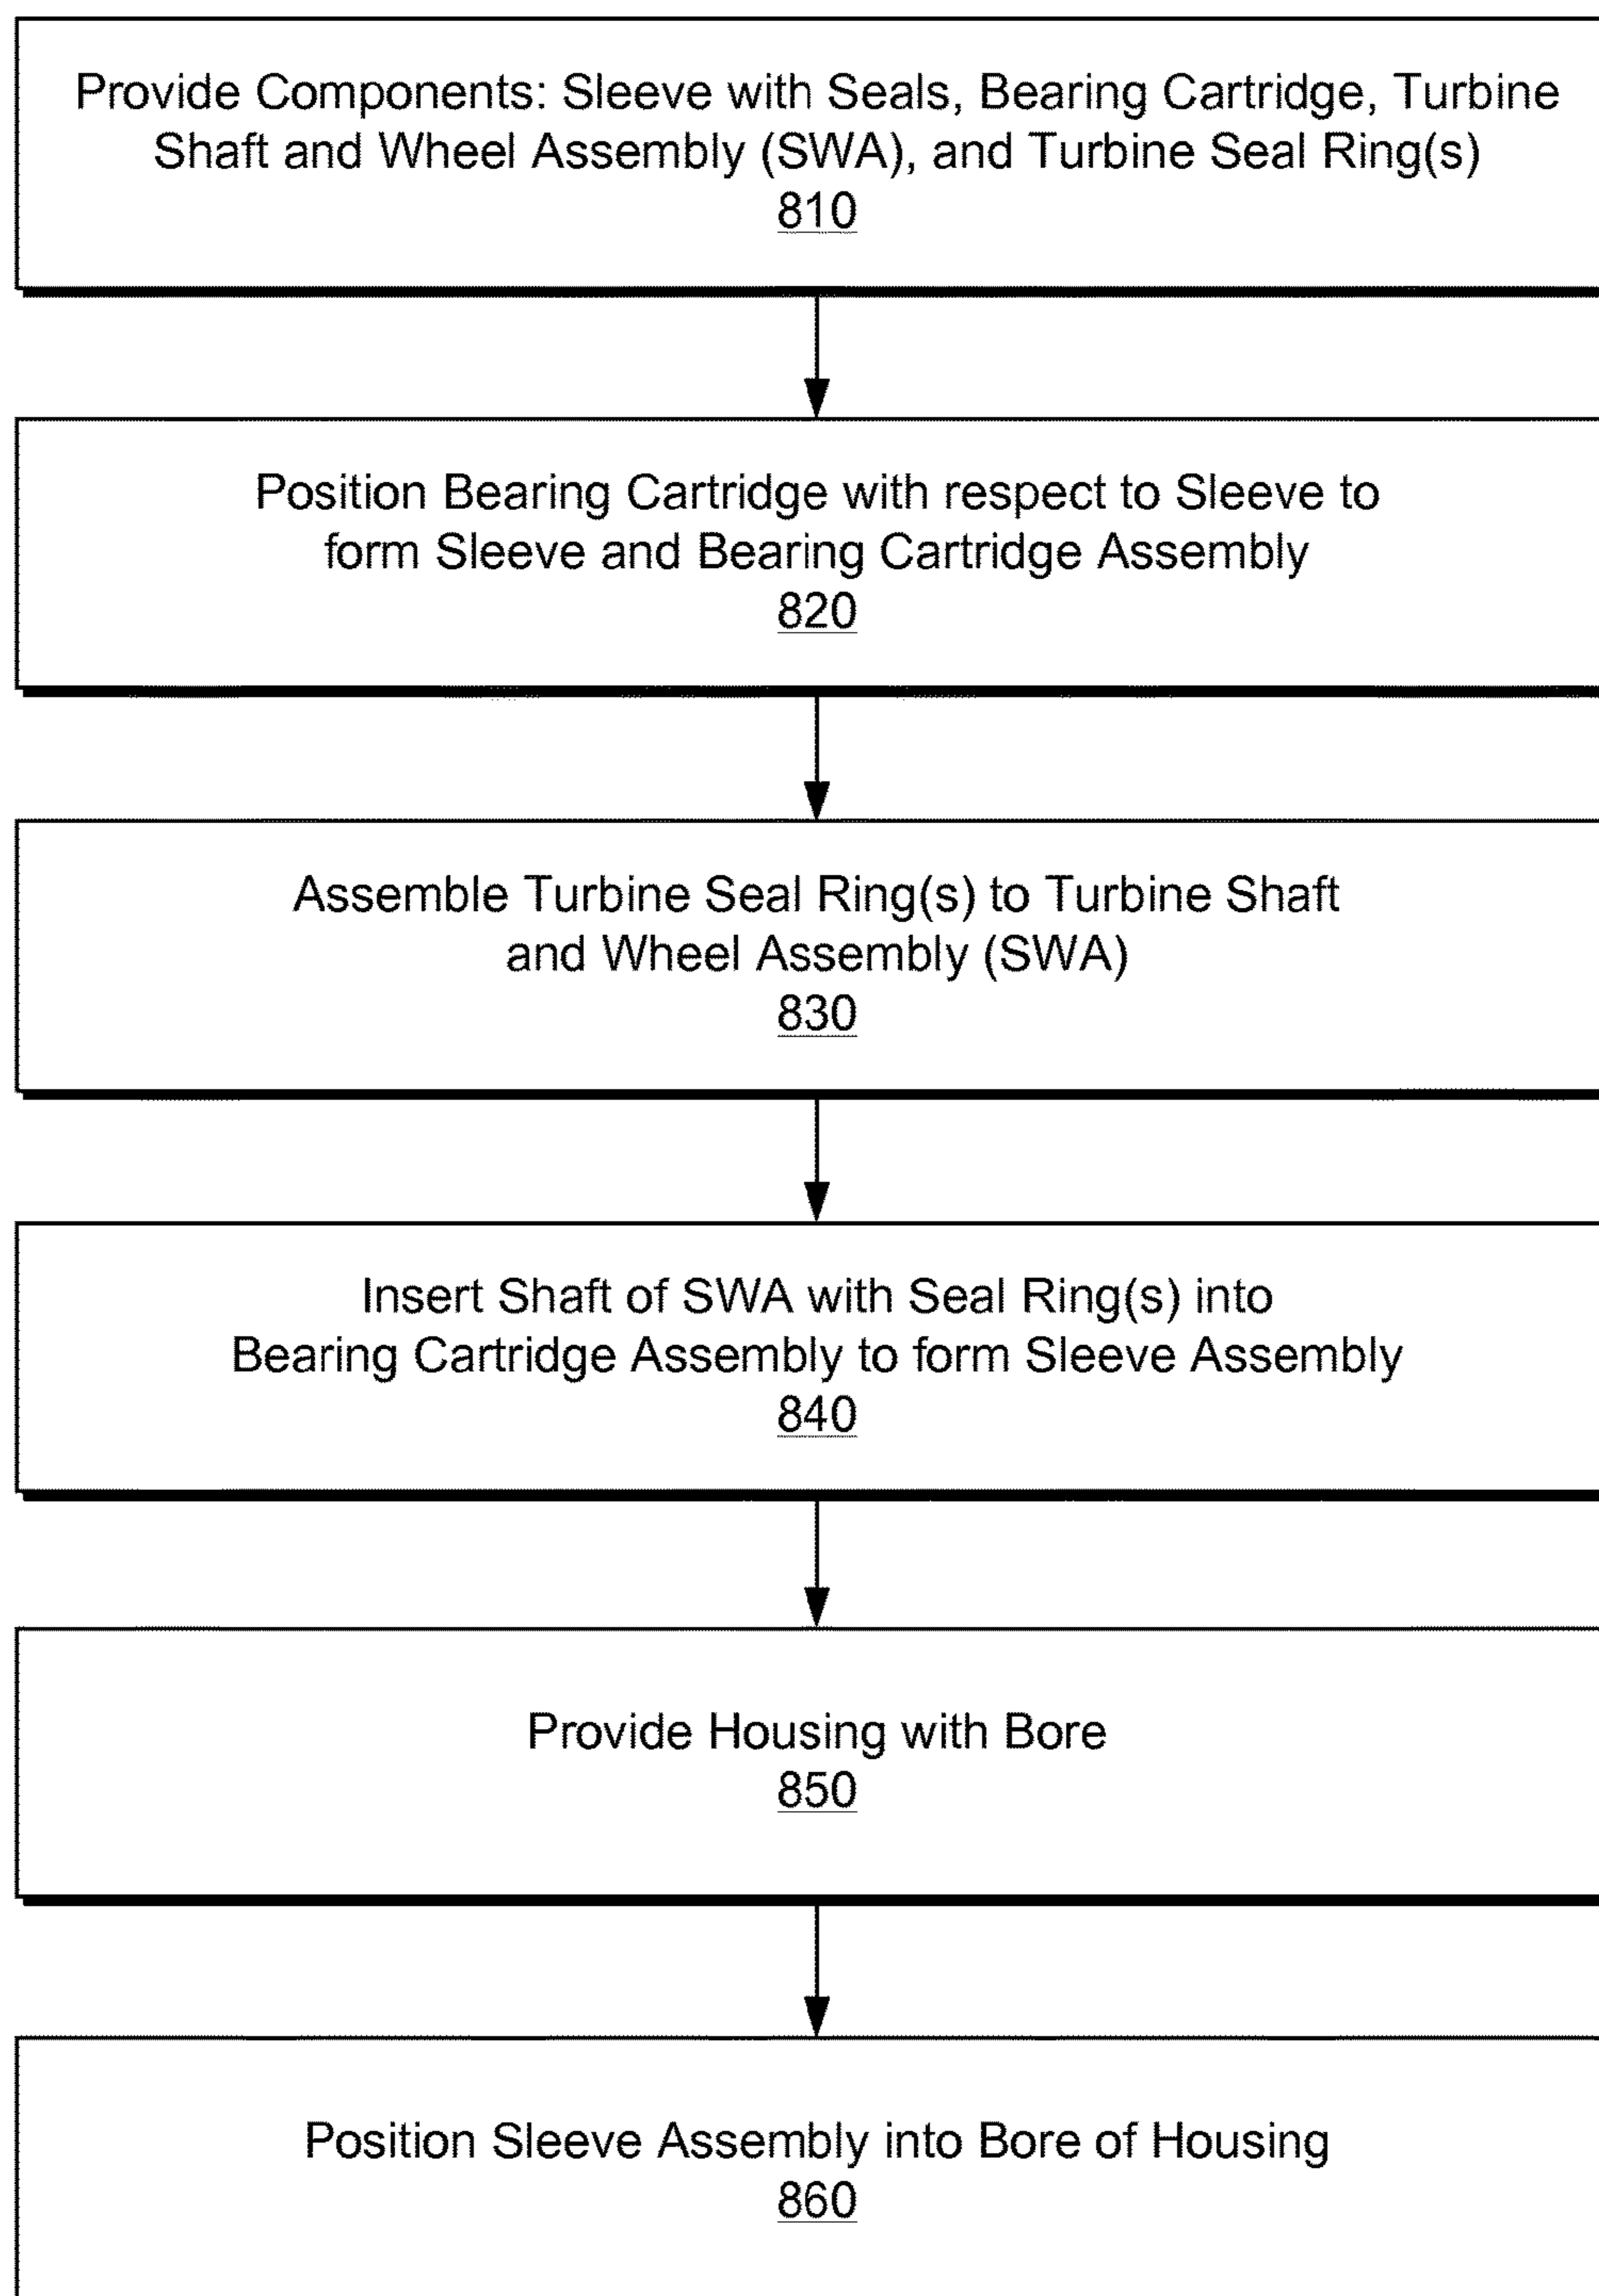 Provide Components: Sleeve with Seals, Bearing Cartridge, Turbine
Shaft and Wheel Assembly (SWA), and Turbine Seal Ring(s)
810
Position Bearing Cartridge with respect to Sleeve to
form Sleeve and Bearing Cartridge Assembly
820
Assemble Turbine Seal Ring(s) to Turbine Shaft
and Wheel Assembly (SWA)
830
Insert Shaft of SWA with Seal Ring(s) into
Bearing Cartridge Assembly to form Sleeve Assembly
840
Provide Housing with Bore
850
Position Sleeve Assembly into Bore of Housing
860